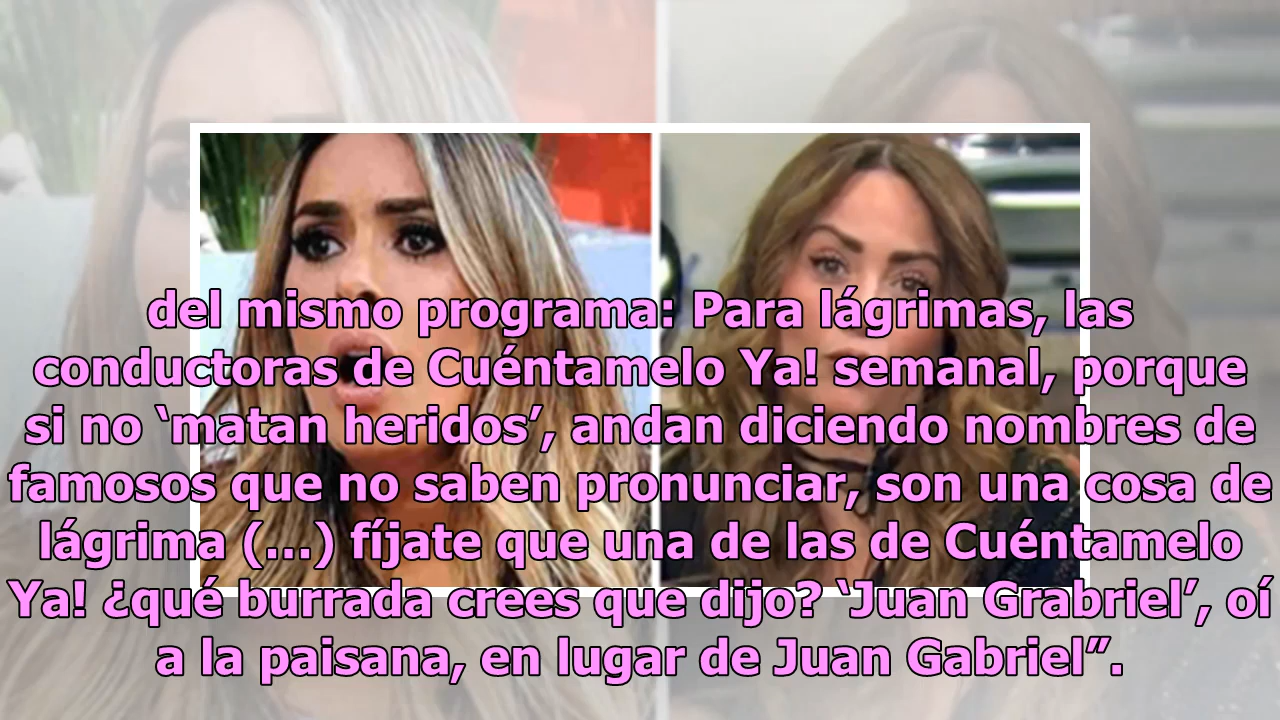 del mismo programa: Para lágrimas, las
conductoras de Cuéntamelo Ya! semanal, porque
si no ‘matan heridos’, andan diciendo nombres de
famosos que no saben pronunciar, son una cosa de
lágrima (...) fíjate que una de las de Cuéntamelo
Ya! ¿qué burrada crees que dijo? ‘Juan Grabriel’, oí
a la paisana, en lugar de Juan Gabriel”.